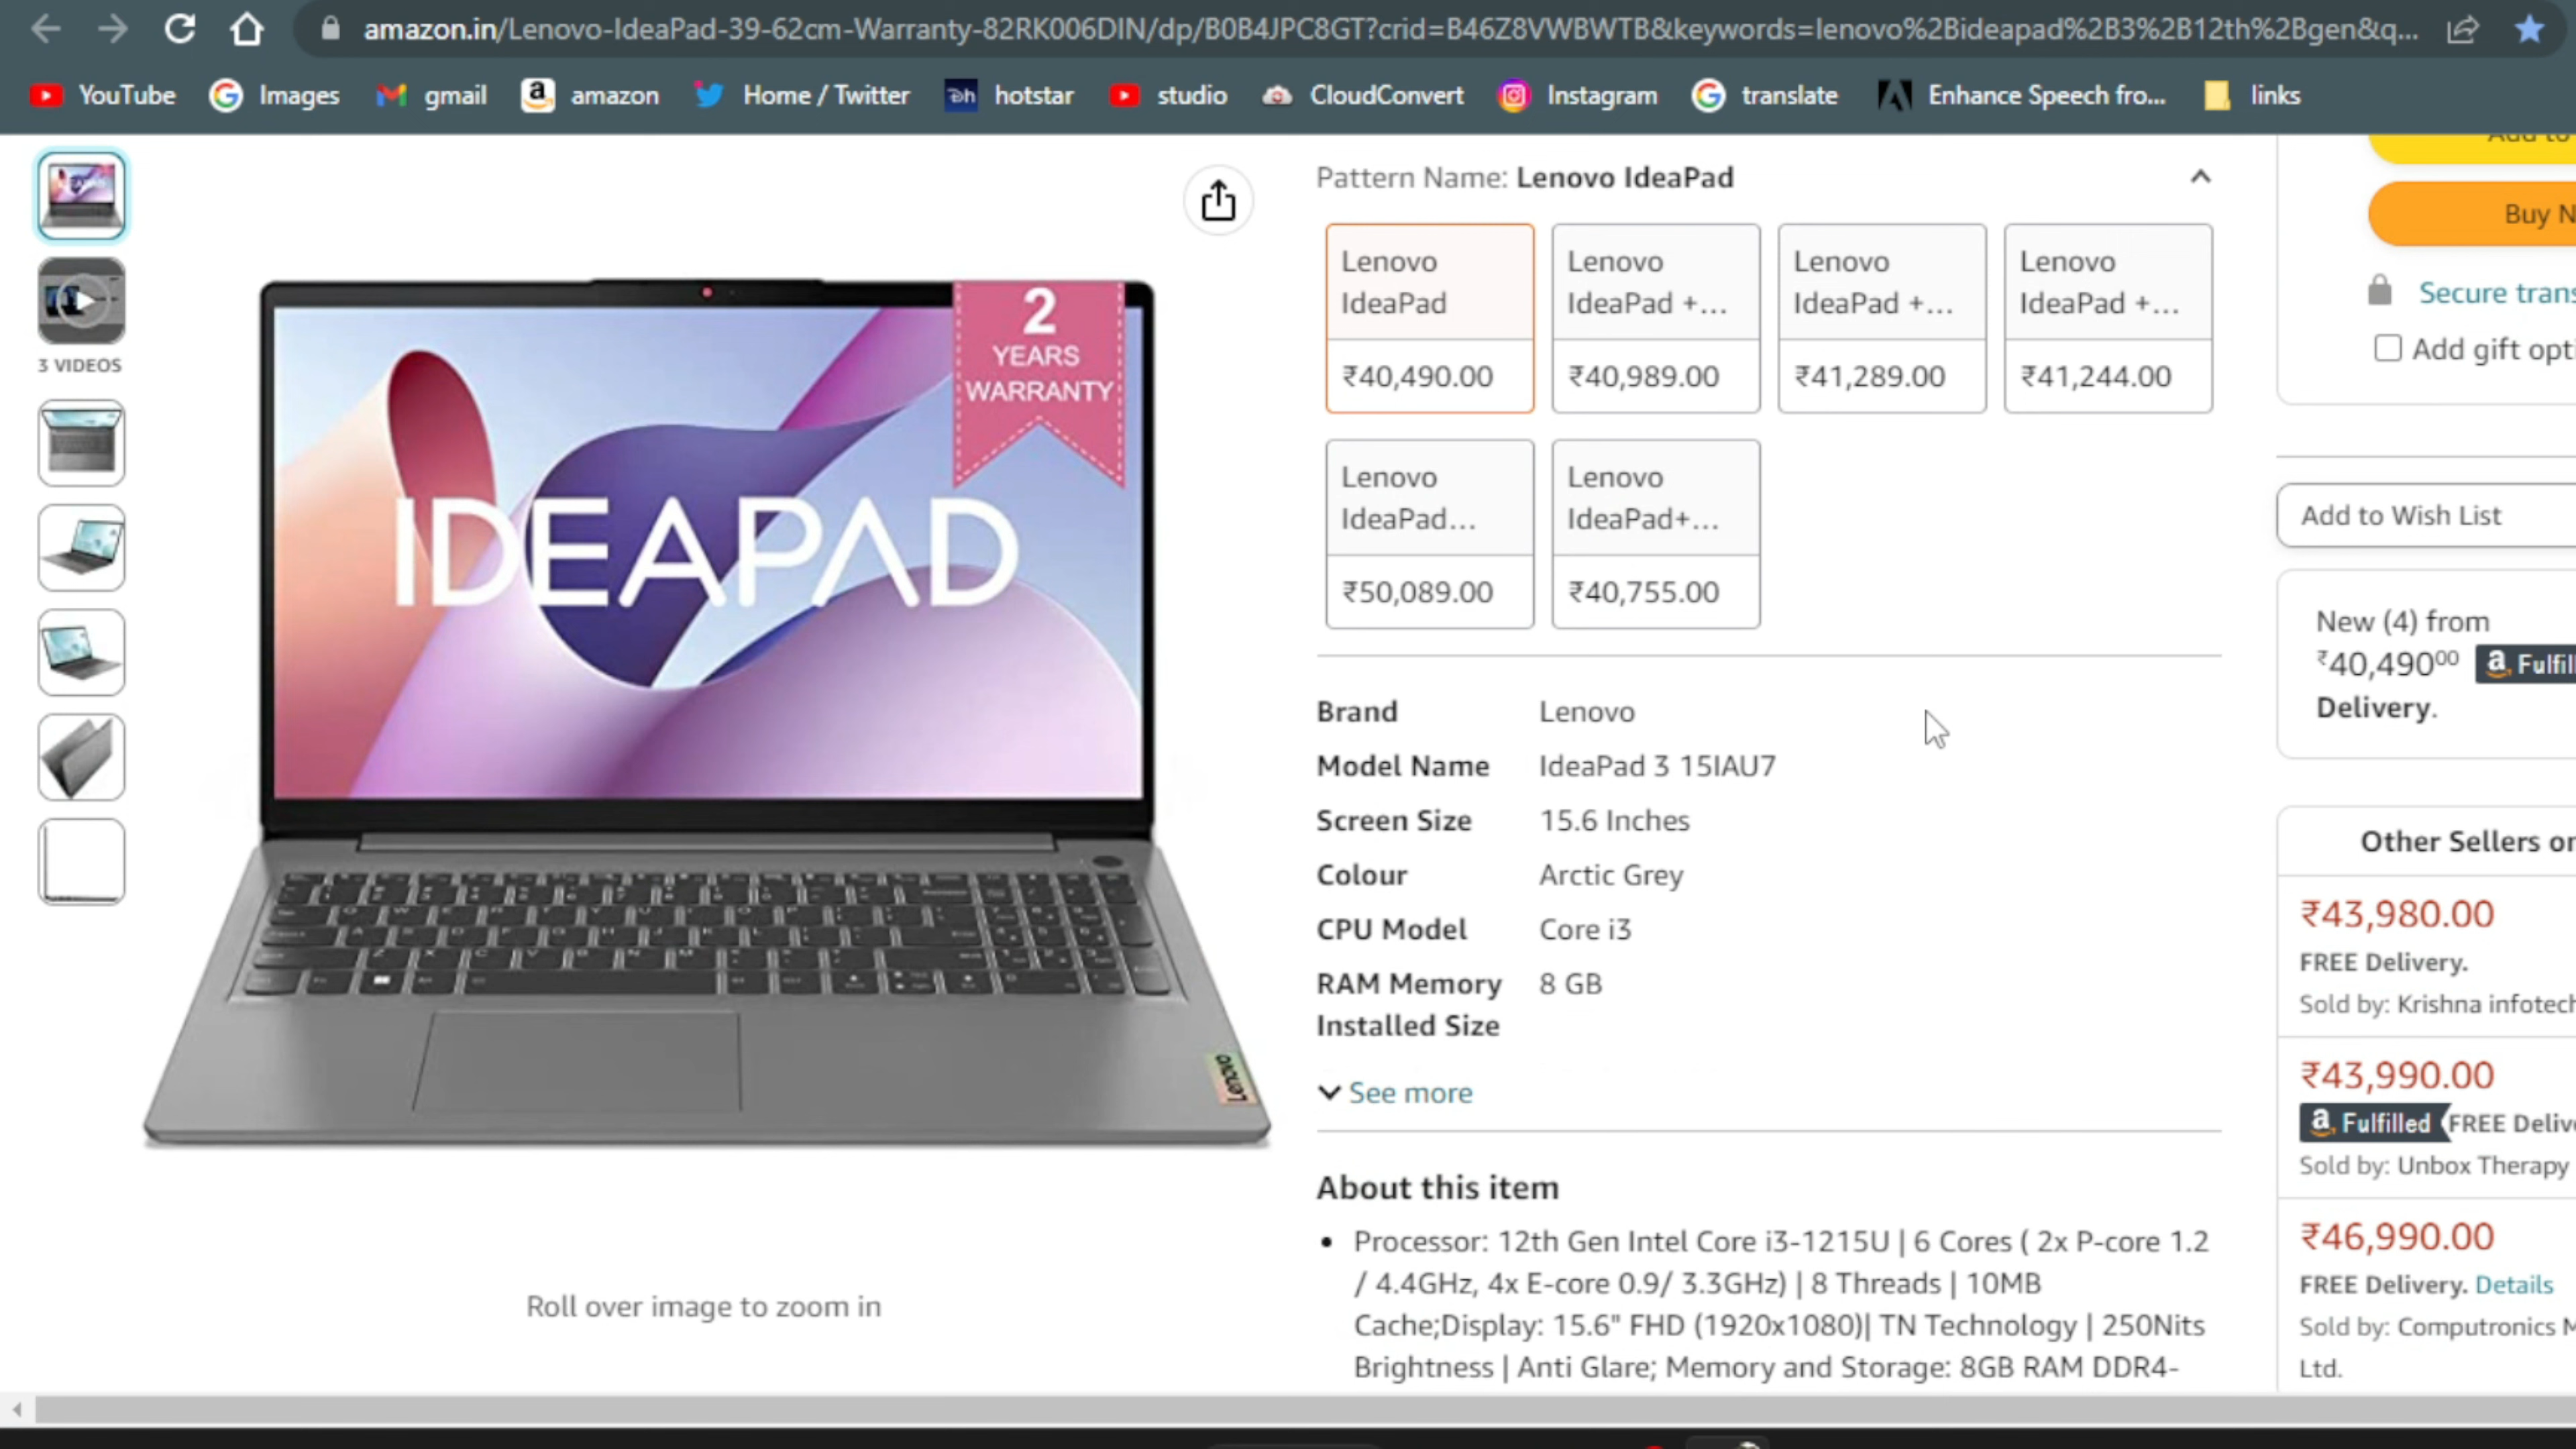 amazon.in/Lenovo-IdeaPad-39-62cm-Warranty-82RK006DIN/dp/B0B4JPC8GT?crid=B46Z8VWBWTB&keywords=lenovo%2Bideapad%2B3%2B12th%2Bgen&q...
YouTube Images gmail amazon Home / Twitter hotstar studio CloudConvert Instagram translate Enhance Speech fro... links
3 VIDEOS
2
YEARS
WARRANTY
IDEAPAD
Lenovo
Roll over image to zoom in
Pattern Name: Lenovo IdeaPad
Lenovo
IdeaPad
₹40,490.00
Lenovo
IdeaPad +...
₹40,989.00
Lenovo
IdeaPad +...
₹41,289.00
Lenovo
IdeaPad +...
₹41,244.00
Lenovo
IdeaPad...
₹50,089.00
Lenovo
IdeaPad+...
₹40,755.00
Brand Lenovo
Model Name IdeaPad 3 15IAU7
Screen Size 15.6 Inches
Colour Arctic Grey
CPU Model Core i3
RAM Memory 8 GB
Installed Size
See more
About this item
• Processor: 12th Gen Intel Core i3-1215U | 6 Cores ( 2x P-core 1.2
/ 4.4GHz, 4x E-core 0.9/ 3.3GHz) | 8 Threads | 10MB
Cache;Display: 15.6" FHD (1920x1080)| TN Technology | 250Nits
Brightness | Anti Glare; Memory and Storage: 8GB RAM DDR4-
Buy N
Secure trans
Add gift opti
Add to Wish List
New (4) from
₹40,490⁰⁰ Fulfill
Delivery.
Other Sellers on
₹43,980.00
FREE Delivery.
Sold by: Krishna infotech
₹43,990.00
Fulfilled FREE Delive
Sold by: Unbox Therapy
₹46,990.00
FREE Delivery. Details
Sold by: Computronics M
Ltd.